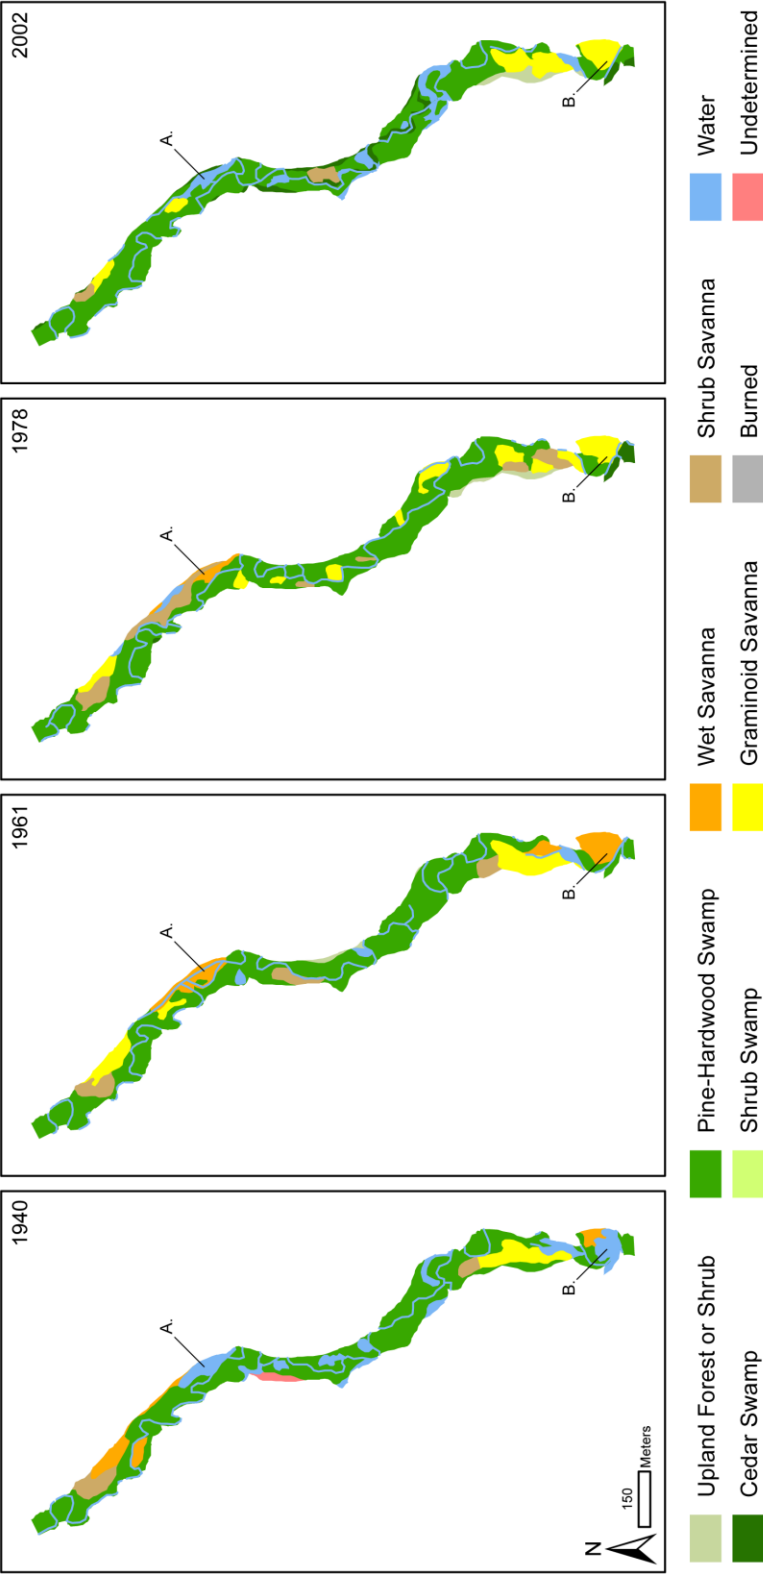 1940
A.
B.
N
150
Meters
1961
A.
B.
1978
A.
B.
2002
A.
B.
Upland Forest or Shrub
Pine-Hardwood Swamp
Wet Savanna
Shrub Savanna
Water
Cedar Swamp
Shrub Swamp
Graminoid Savanna
Burned
Undetermined